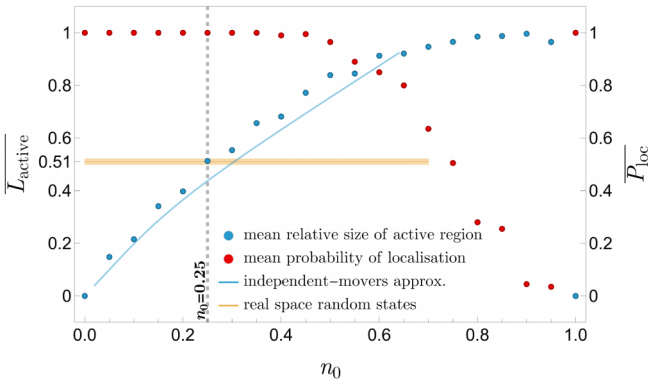 1
0.8
0.6
0.51
0.4
0.2
0
L_active
1
0.8
0.6
0.4
0.2
0
P_loc
mean relative size of active region
mean probability of localisation
independent-movers approx.
real space random states
n₀=0.25
0.0 0.2 0.4 0.6 0.8 1.0
n₀